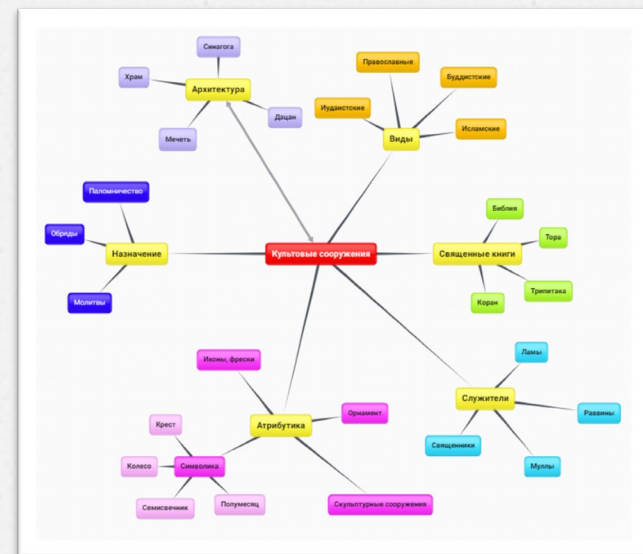 Синагога
Храм
Архитектура
Дацан
Мечеть
Православные
Буддистские
Иудаистские
Исламские
Виды
Паломничество
Обряды
Назначение
Молитвы
Культовые сооружения
Библия
Тора
Священные книги
Трипитака
Коран
Ламы
Служители
Раввины
Священники
Муллы
Иконы, фрески
Орнамент
Атрибутика
Крест
Колесо
Символика
Семисвечник
Полумесяц
Скульптурные сооружения